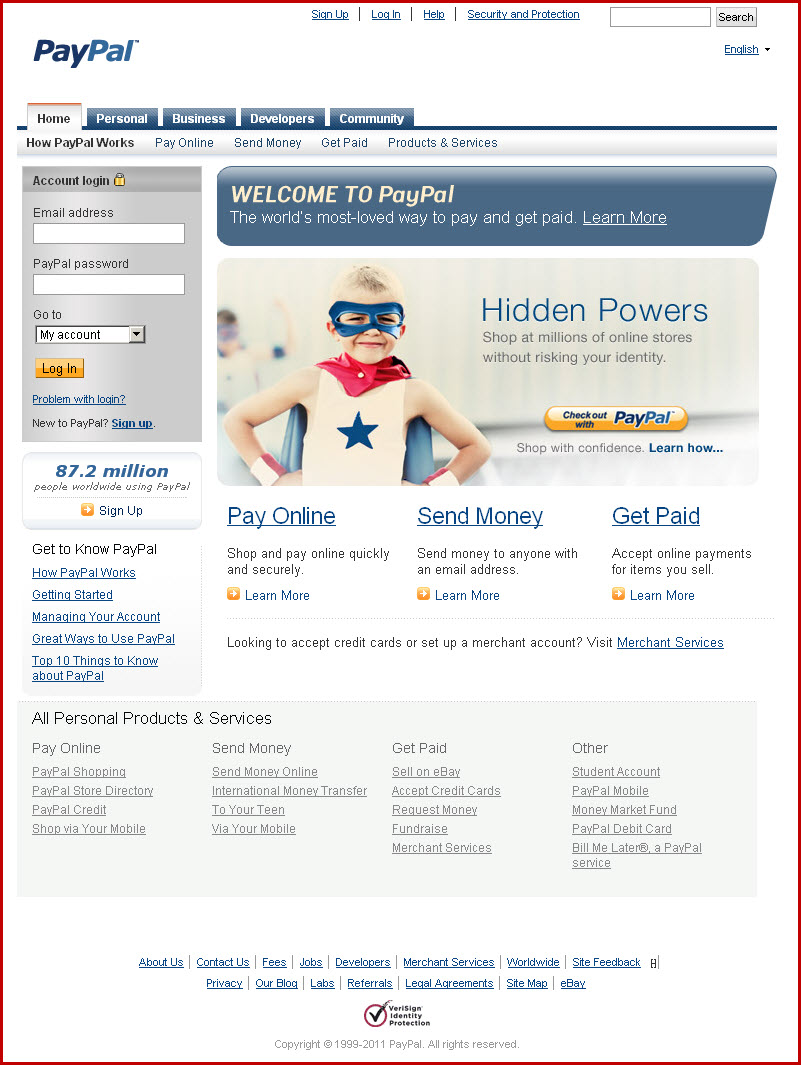 Sign Up
Log In
Help
Security and Protection
Search
PayPal™
English
Home
Personal
Business
Developers
Community
How PayPal Works
Pay Online
Send Money
Get Paid
Products & Services
Account login
Email address
PayPal password
Go to
My account
Log In
Problem with login?
New to PayPal? Sign up.
87.2 million
people worldwide using PayPal
Sign Up
Get to Know PayPal
How PayPal Works
Getting Started
Managing Your Account
Great Ways to Use PayPal
Top 10 Things to Know
about PayPal
WELCOME TO PayPal
The world's most-loved way to pay and get paid. Learn More
Hidden Powers
Shop at millions of online stores
without risking your identity.
Check out
with PayPal™
Shop with confidence. Learn how...
Pay Online
Shop and pay online quickly
and securely.
Learn More
Send Money
Send money to anyone with
an email address.
Learn More
Get Paid
Accept online payments
for items you sell.
Learn More
Looking to accept credit cards or set up a merchant account? Visit Merchant Services
All Personal Products & Services
Pay Online
PayPal Shopping
PayPal Store Directory
PayPal Credit
Shop via Your Mobile
Send Money
Send Money Online
International Money Transfer
To Your Teen
Via Your Mobile
Get Paid
Sell on eBay
Accept Credit Cards
Request Money
Fundraise
Merchant Services
Other
Student Account
PayPal Mobile
Money Market Fund
PayPal Debit Card
Bill Me Later®, a PayPal
service
About Us | Contact Us | Fees | Jobs | Developers | Merchant Services | Worldwide | Site Feedback [-] |
Privacy | Our Blog | Labs | Referrals | Legal Agreements | Site Map | eBay
VeriSign
Identity
Protection
Copyright © 1999-2011 PayPal. All rights reserved.